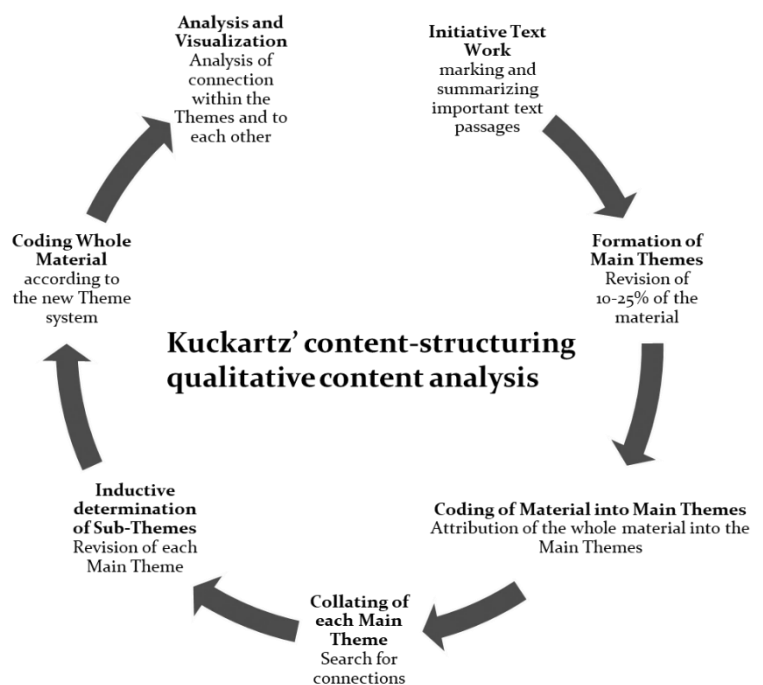 Initiative Text
Work
marking and
summarizing
important text
passages
Formation of
Main Themes
Revision of
10-25% of the
material
Coding of Material into Main Themes
Attribution of the whole material into the
Main Themes
Collating of
each Main
Theme
Search for
connections
Inductive
determination
of Sub-Themes
Revision of each
Main Theme
Coding Whole
Material
according to
the new Theme
system
Analysis and
Visualization
Analysis of
connection
within the
Themes and to
each other
Kuckartz’ content-structuring
qualitative content analysis